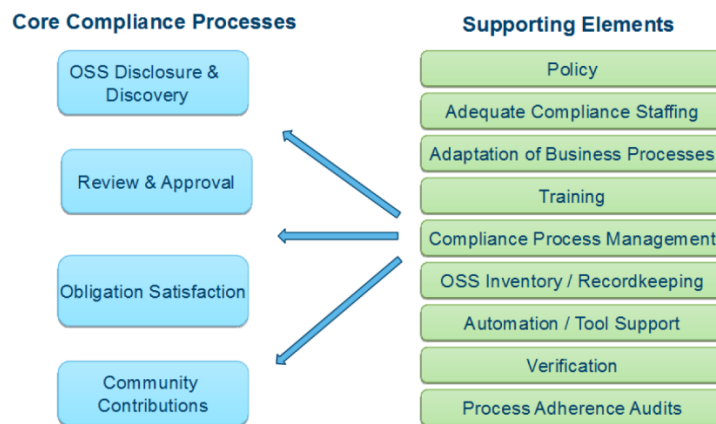 Core Compliance Processes
OSS Disclosure &
Discovery
Review & Approval
Obligation Satisfaction
Community
Contributions
Supporting Elements
Policy
Adequate Compliance Staffing
Adaptation of Business Processes
Training
Compliance Process Management
OSS Inventory / Recordkeeping
Automation / Tool Support
Verification
Process Adherence Audits